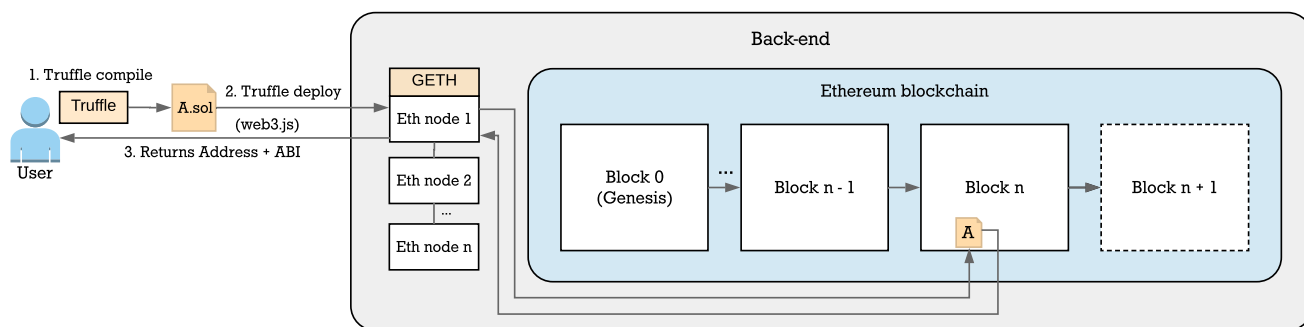 Back-end
1. Truffle compile
Truffle
A.sol
2. Truffle deploy
(web3.js)
3. Returns Address + ABI
User
GETH
Eth node 1
Eth node 2
...
Eth node n
Ethereum blockchain
Block 0
(Genesis)
...
Block n - 1
Block n
A
Block n + 1